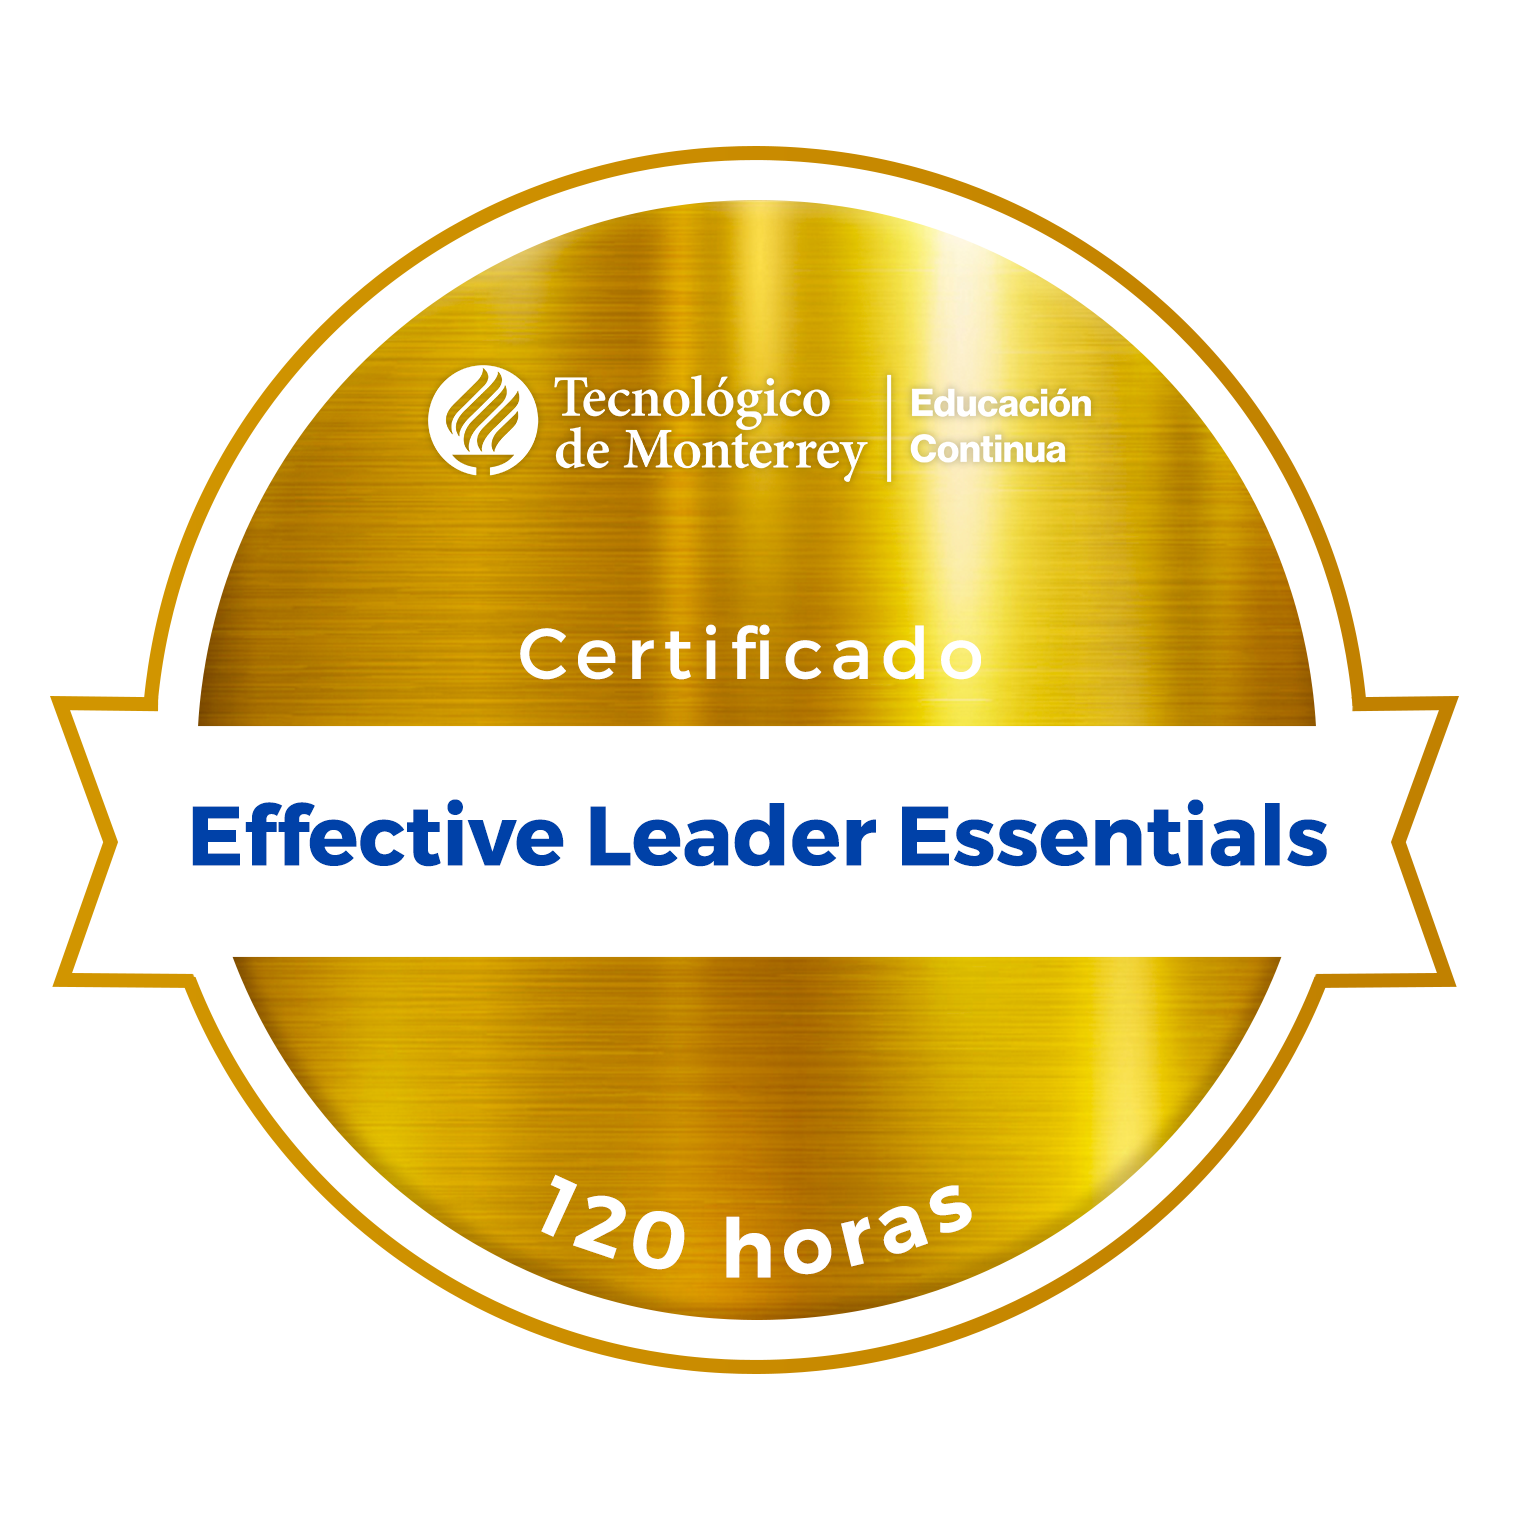 Tecnológico
de Monterrey
Educación
Continua
Certificado
Effective Leader Essentials
120 horas